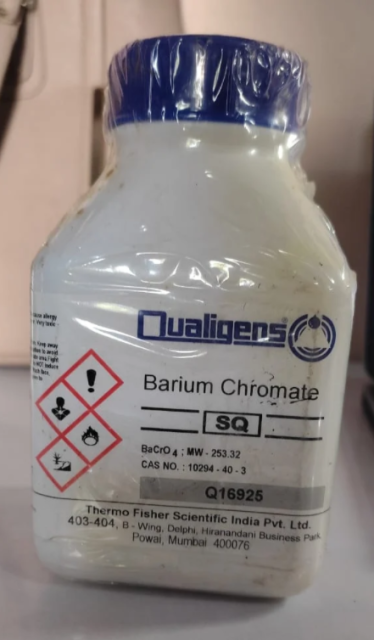 Qualigens
Barium Chromate
SQ
BaCrO4 ; MW - 253.32
CAS NO. : 10294 - 40 - 3
Q16925
Thermo Fisher Scientific India Pvt. Ltd.
403-404, B - Wing, Delphi, Hiranandani Business Park,
Powai, Mumbai 400076